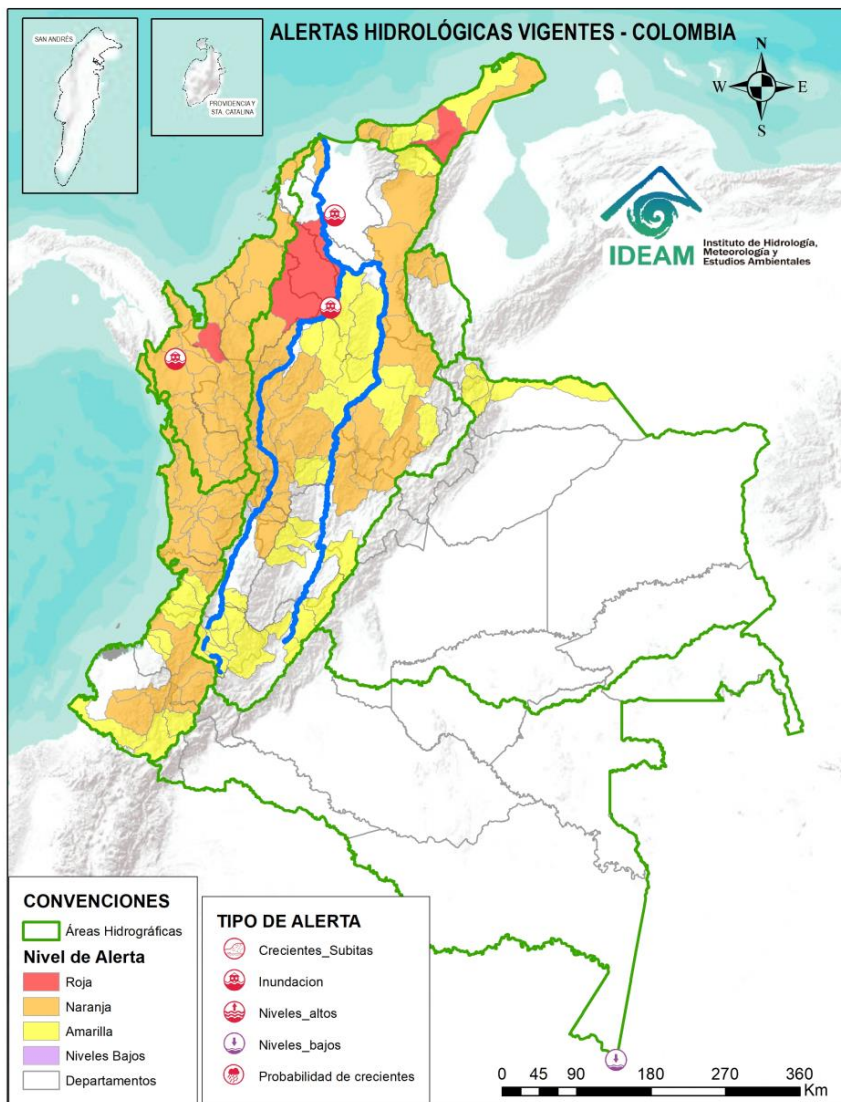 ALERTAS HIDROLÓGICAS VIGENTES - COLOMBIA
SAN ANDRÉS
PROVIDENCIA Y
STA. CATALINA
N
W
E
S
IDEAM
Instituto de Hidrología,
Meteorología y
Estudios Ambientales
CONVENCIONES
Áreas Hidrográficas
Nivel de Alerta
Roja
Naranja
Amarilla
Niveles Bajos
Departamentos
TIPO DE ALERTA
Crecientes_Subitas
Inundacion
Niveles_altos
Niveles_bajos
Probabilidad de crecientes
0 45 90 180 270 360
Km